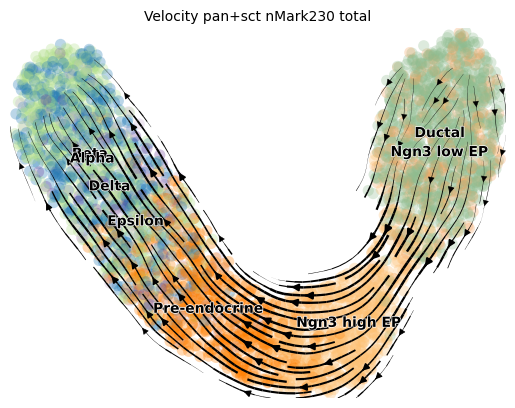 Velocity pan+sct nMark230 total
Ductal
Ngn3 low EP
Beta
Alpha
Delta
Epsilon
Pre-endocrine
Ngn3 high EP